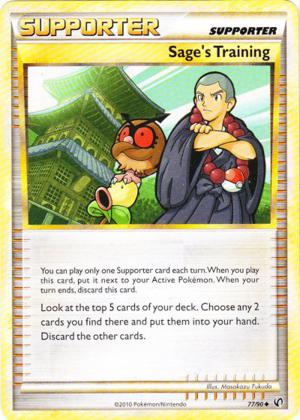 SUPPORTER
SUPPORTER
Sage's Training
You can play only one Supporter card each turn. When you play
this card, put it next to your Active Pokémon. When your
turn ends, discard this card.
Look at the top 5 cards of your deck. Choose any 2
cards you find there and put them into your hand.
Discard the other cards.
Illus. Masakazu Fukuda
©2010 Pokémon/Nintendo
77/90